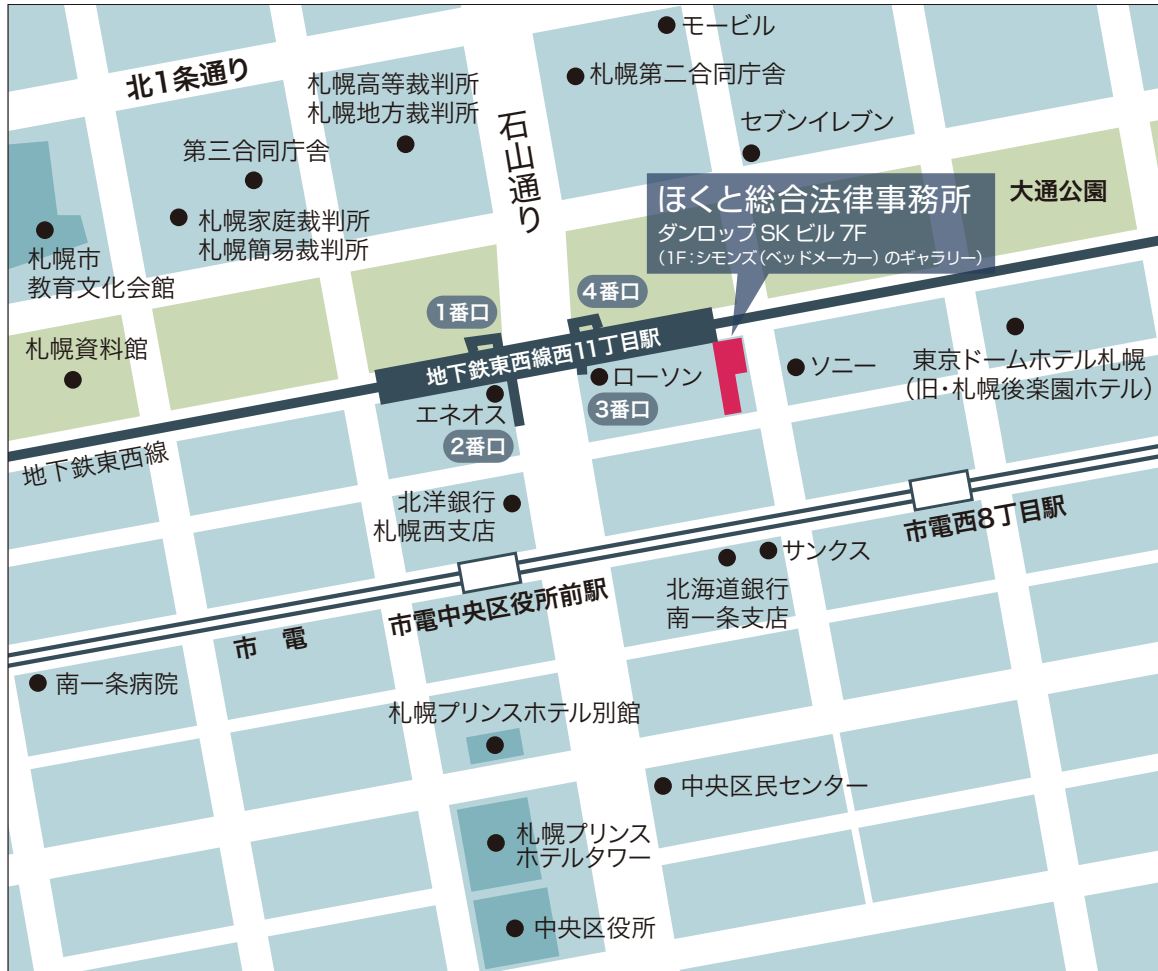 モービル
北1条通り
札幌高等裁判所
札幌地方裁判所
札幌第二合同庁舎
石山通り
セブンイレブン
第三合同庁舎
札幌家庭裁判所
札幌簡易裁判所
札幌市
教育文化会館
ほくと総合法律事務所
ダンロップ SK ビル 7F
(1F:シモンズ(ベッドメーカー)のギャラリー)
大通公園
1番口
4番口
地下鉄東西線西11丁目駅
札幌資料館
エネオス
2番口
ローソン
3番口
ソニー
東京ドームホテル札幌
(旧・札幌後楽園ホテル)
地下鉄東西線
北洋銀行
札幌西支店
市電西8丁目駅
サンクス
北海道銀行
南一条支店
市電中央区役所前駅
市 電
南一条病院
札幌プリンスホテル別館
中央区民センター
札幌プリンス
ホテルタワー
中央区役所